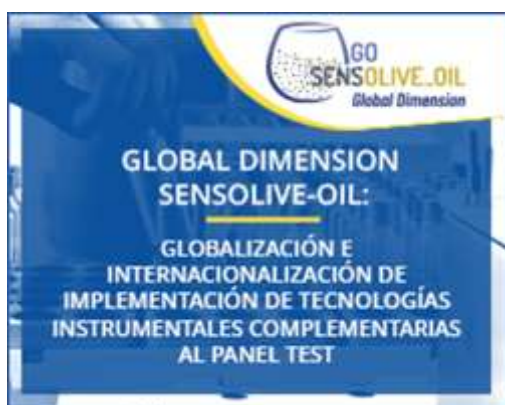 GO
SENSOLIVE_OIL
Global Dimension
GLOBAL DIMENSION
SENSOLIVE-OIL:
GLOBALIZACIÓN E
INTERNACIONALIZACIÓN DE
IMPLEMENTACIÓN DE TECNOLOGÍAS
INSTRUMENTALES COMPLEMENTARIAS
AL PANEL TEST